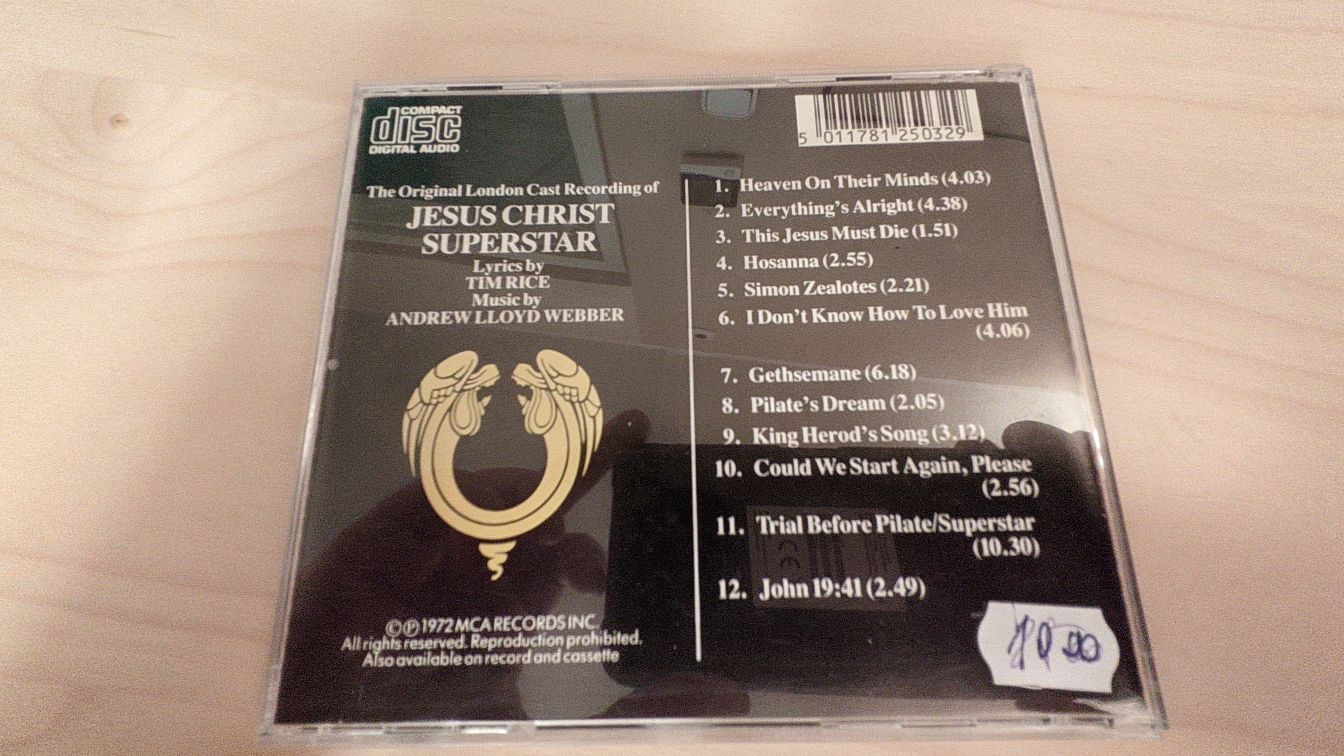 COMPACT
disc
DIGITAL AUDIO
5 011781 250329
The Original London Cast Recording of
JESUS CHRIST
SUPERSTAR
Lyrics by
TIM RICE
Music by
ANDREW LLOYD WEBBER
©℗ 1972 MCA RECORDS INC.
All rights reserved. Reproduction prohibited.
Also available on record and cassette
1. Heaven On Their Minds (4.03)
2. Everything's Alright (4.38)
3. This Jesus Must Die (1.51)
4. Hosanna (2.55)
5. Simon Zealotes (2.21)
6. I Don't Know How To Love Him
(4.06)
7. Gethsemane (6.18)
8. Pilate's Dream (2.05)
9. King Herod's Song (3.12)
10. Could We Start Again, Please
(2.56)
11. Trial Before Pilate/Superstar
(10.30)
12. John 19:41 (2.49)